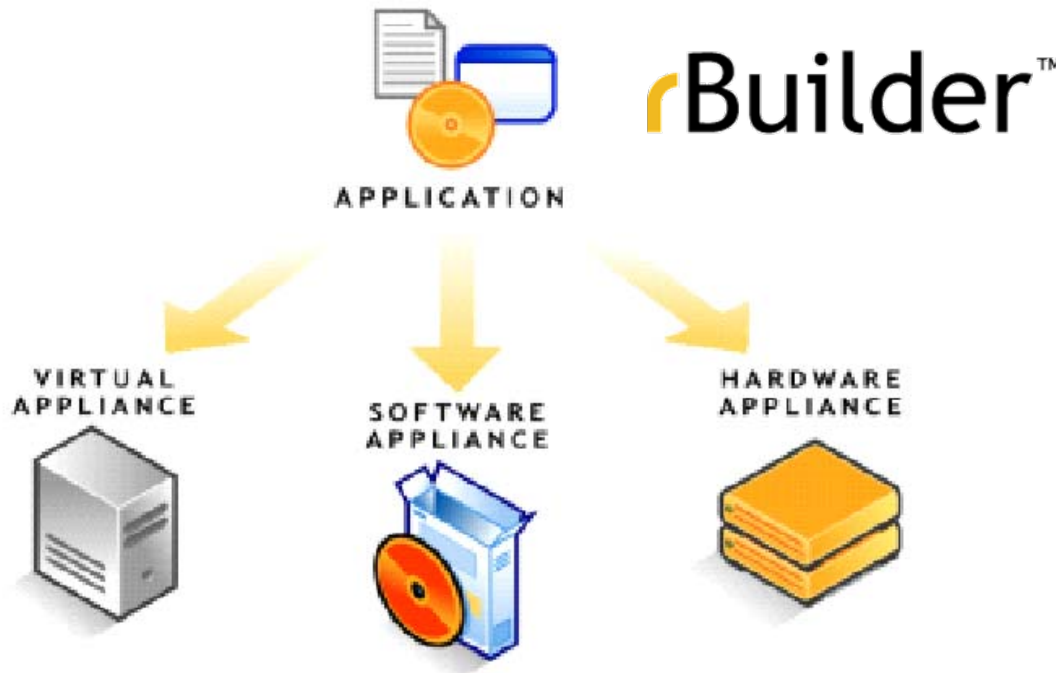 rBuilder™
APPLICATION
VIRTUAL
APPLIANCE
SOFTWARE
APPLIANCE
HARDWARE
APPLIANCE